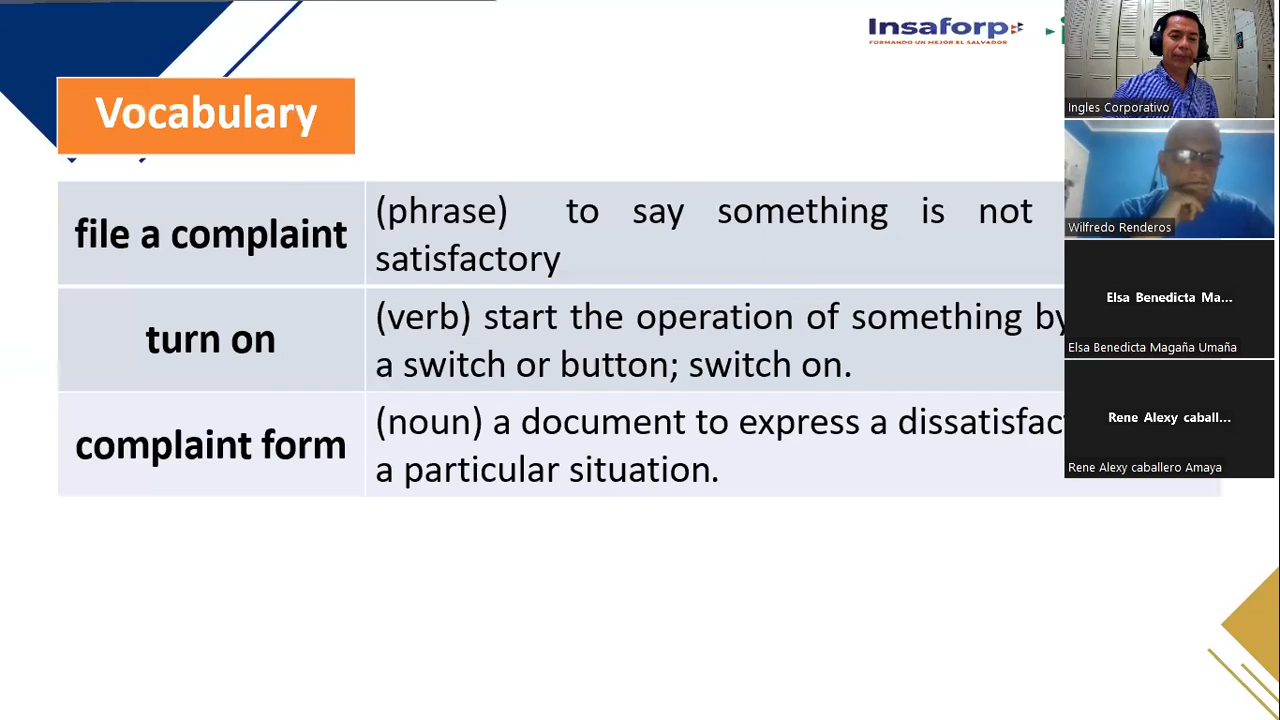 Insaforp
FORMANDO UN MEJOR EL SALVADOR
Vocabulary
file a complaint
(phrase) to say something is not
satisfactory
turn on
(verb) start the operation of something by
a switch or button; switch on.
complaint form
(noun) a document to express a
a particular situation.
Ingles Corporativo
Wilfredo Renderos
Elsa Benedicta Ma...
Elsa Benedicta Magaña Umaña
Rene Alexy caball...
Rene Alexy caballero Amaya